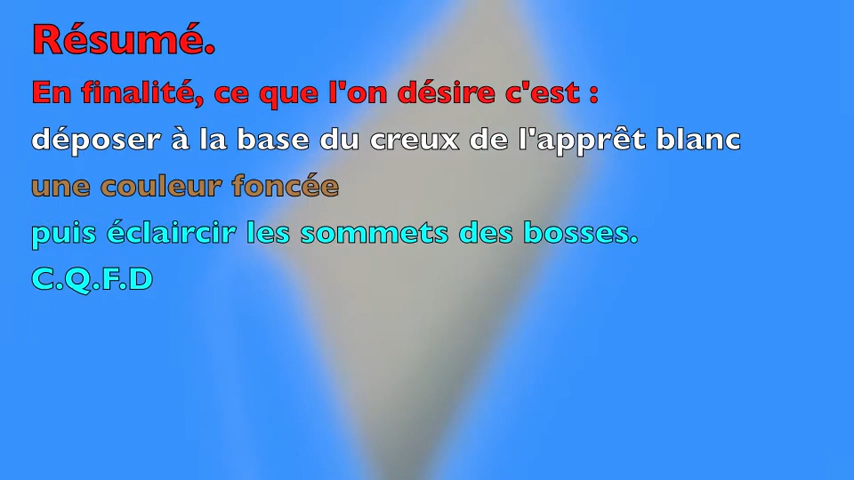 Résumé.
En finalité, ce que l'on désire c'est :
déposer à la base du creux de l'apprêt blanc
une couleur foncée
puis éclaircir les sommets des bosses.
C.Q.F.D